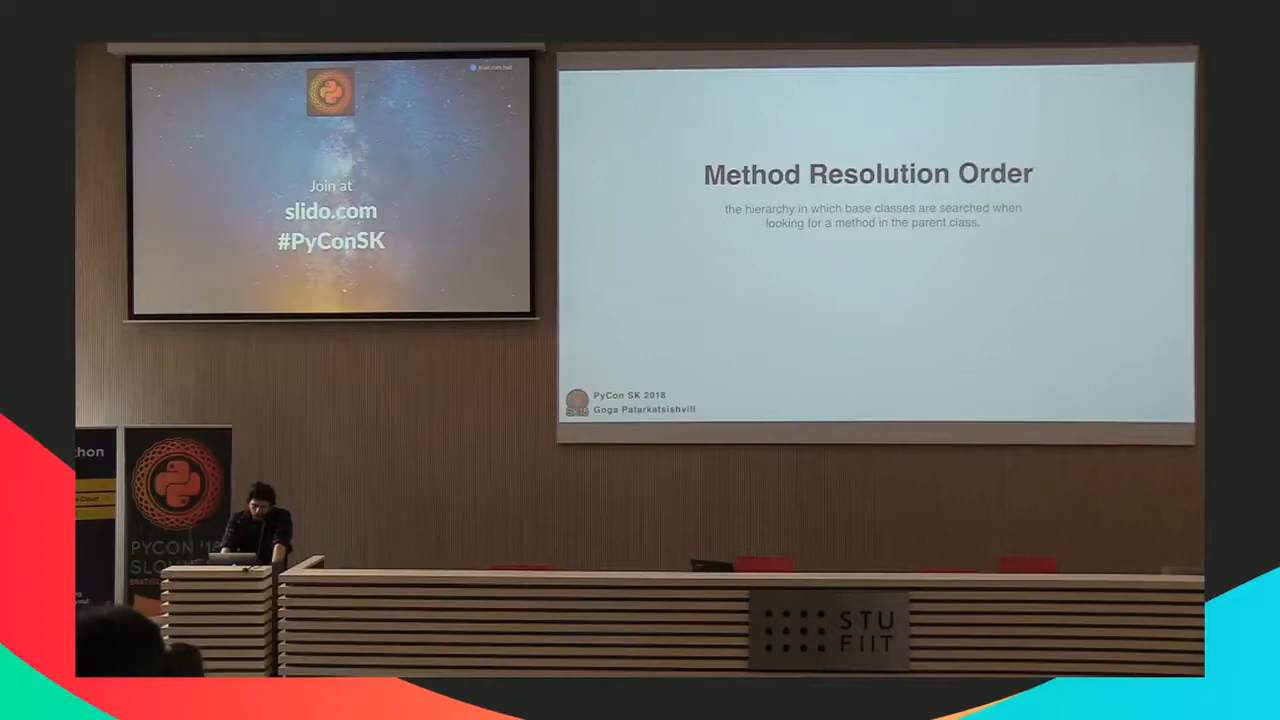 Join at
slido.com
#PyConSK
Method Resolution Order
the hierarchy in which base classes are searched when
looking for a method in the parent class.
PyCon SK 2018
Goga Patarkatsishvili
thon
PYCON '18
STU
FIIT